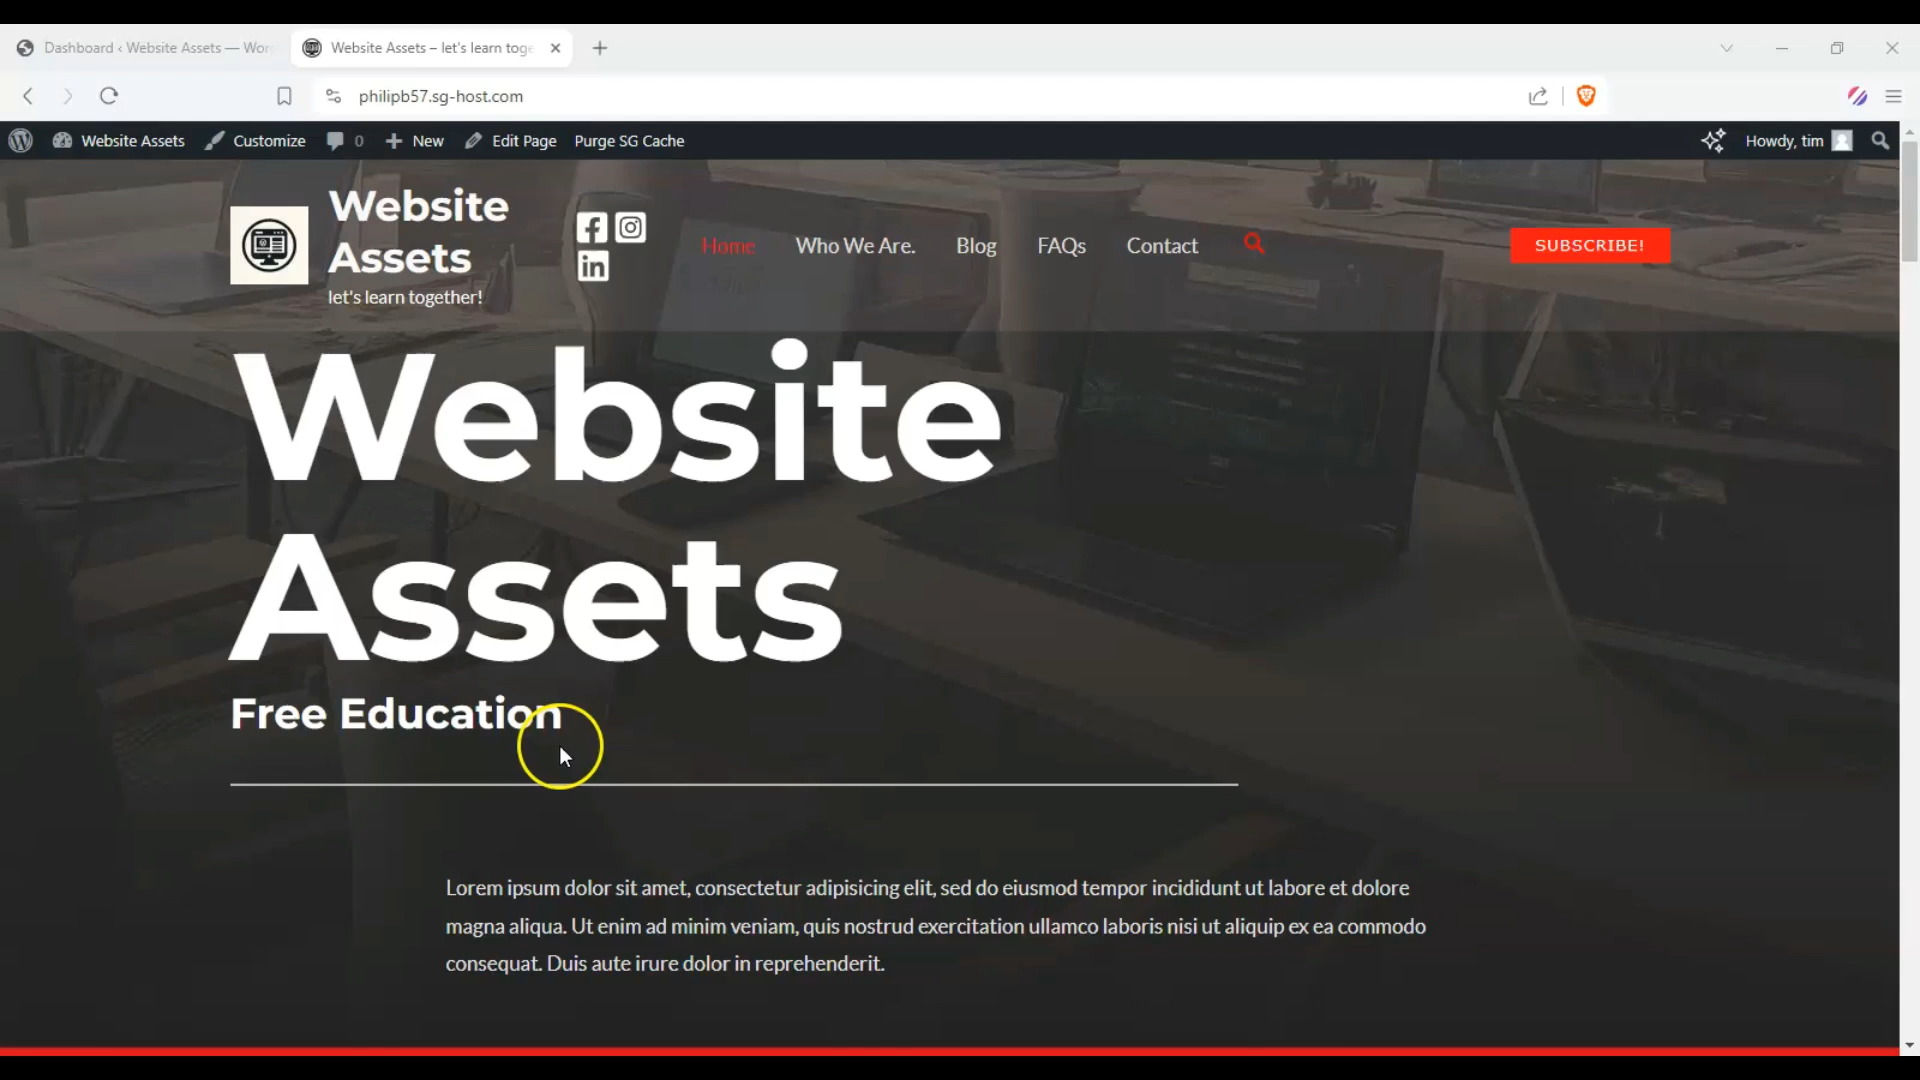 Dashboard ‹ Website Assets — Wor
Website Assets – let's learn toge
philipb57.sg-host.com
Website Assets
Customize
0
New
Edit Page
Purge SG Cache
Howdy, tim
Website
Assets
let's learn together!
Home
Who We Are.
Blog
FAQs
Contact
SUBSCRIBE!
Website
Assets
Free Education
Lorem ipsum dolor sit amet, consectetur adipisicing elit, sed do eiusmod tempor incididunt ut labore et dolore
magna aliqua. Ut enim ad minim veniam, quis nostrud exercitation ullamco laboris nisi ut aliquip ex ea commodo
consequat. Duis aute irure dolor in reprehenderit.